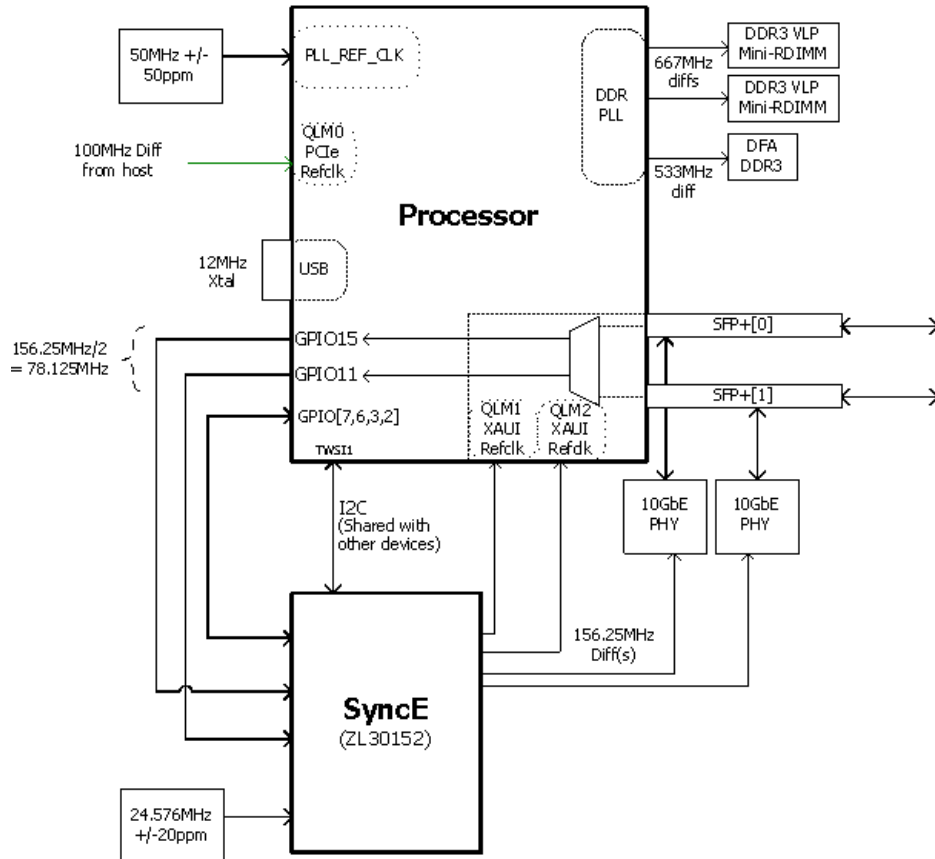 50MHz +/-
50ppm
PLL_REF_CLK
DDR
PLL
667MHz
diffs
DDR3 VLP
Mini-RDIMM
DDR3 VLP
Mini-RDIMM
533MHz
diff
DFA
DDR3
100MHz Diff
from host
QLM0
PCIe
Refclk
Processor
12MHz
Xtal
USB
156.25MHz/2
= 78.125MHz
GPIO15
GPIO11
GPIO[7,6,3,2]
TWSI1
QLM1
XAUI
Refclk
QLM2
XAUI
Refclk
SFP+[0]
SFP+[1]
10GbE
PHY
10GbE
PHY
I2C
(Shared with
other devices)
156.25MHz
Diff(s)
SyncE
(ZL30152)
24.576MHz
+/-20ppm